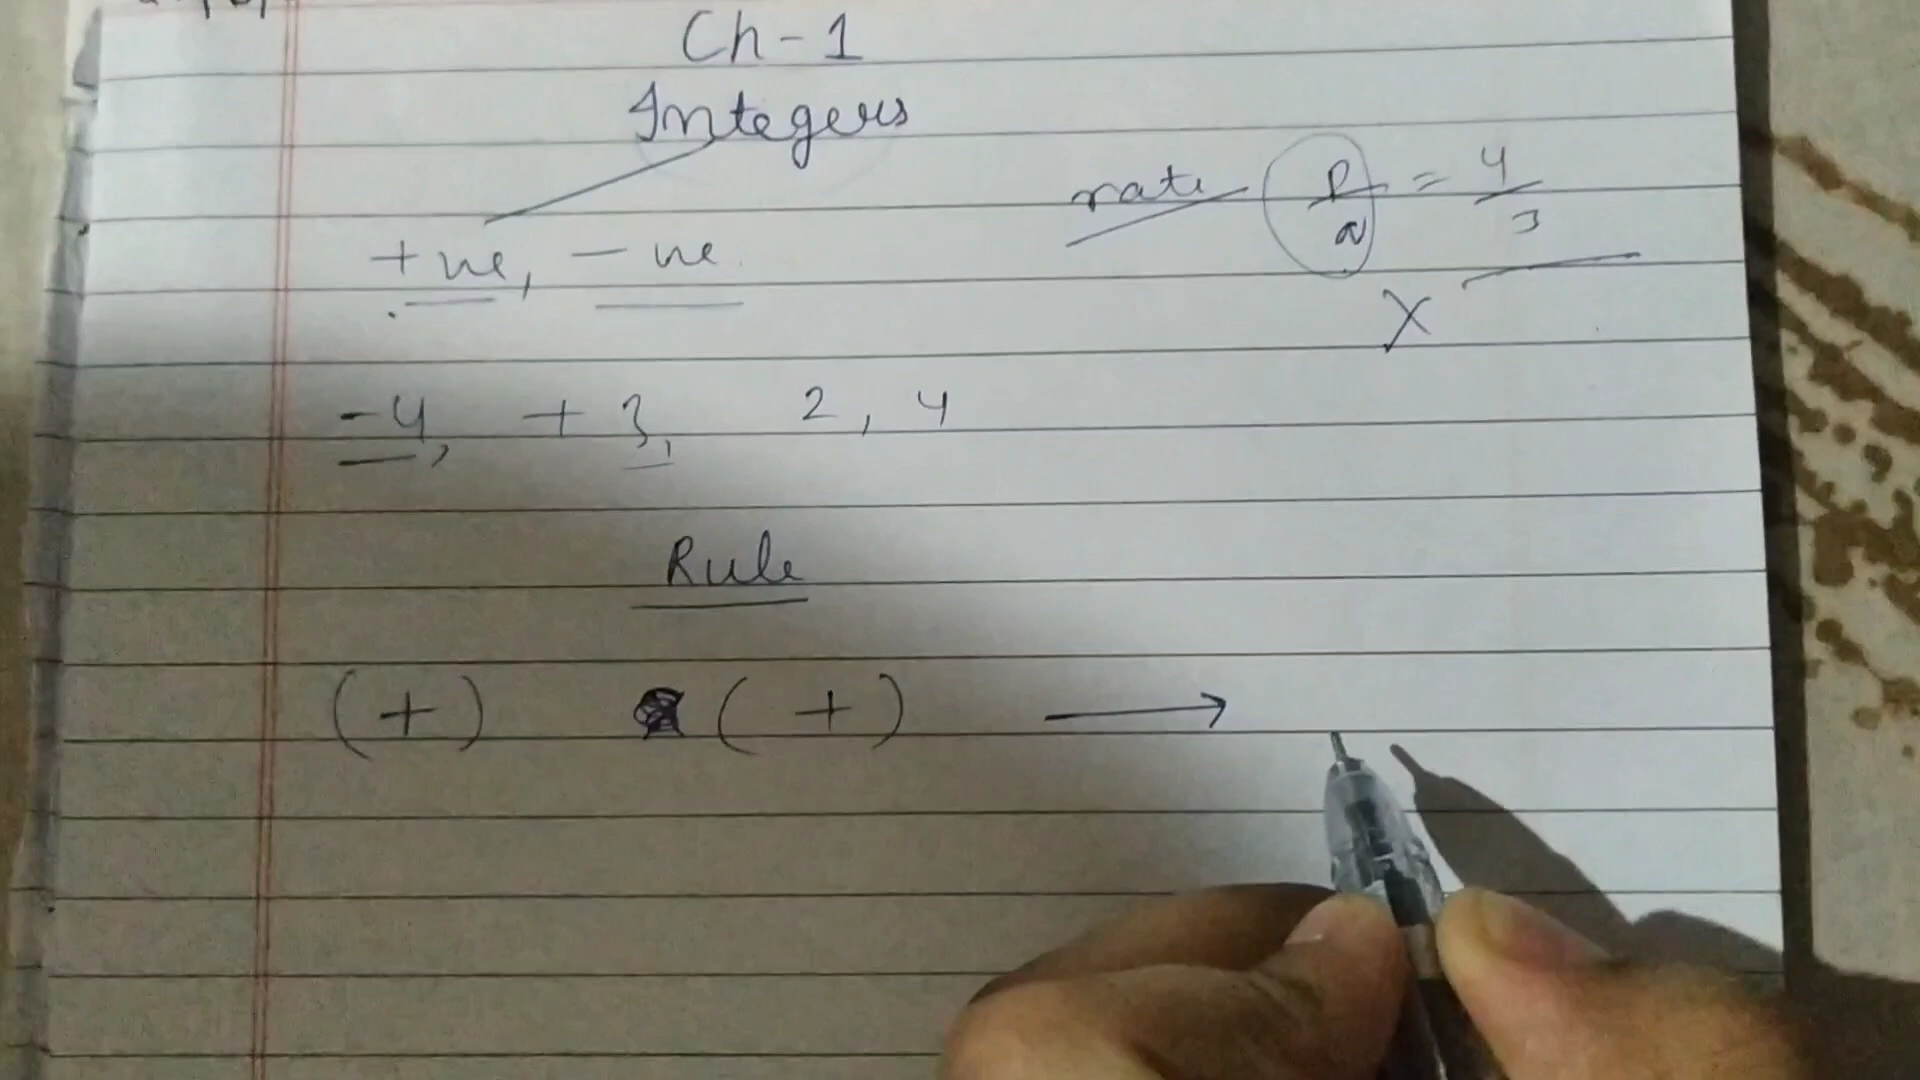 Ch-1
Integers
rate P/q = 4/3
+ve, -ve
X
-4, +3, 2, 4
Rule
(+) (+) →